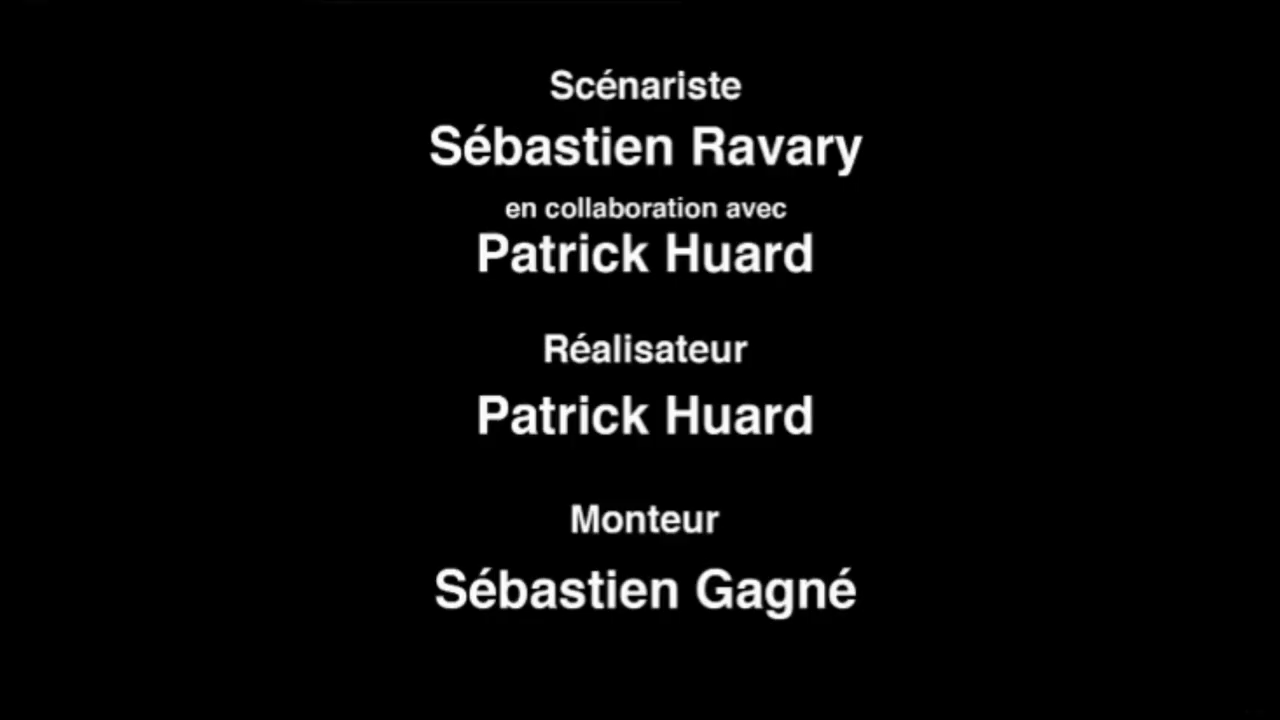 Scénariste
Sébastien Ravary
en collaboration avec
Patrick Huard
Réalisateur
Patrick Huard
Monteur
Sébastien Gagné